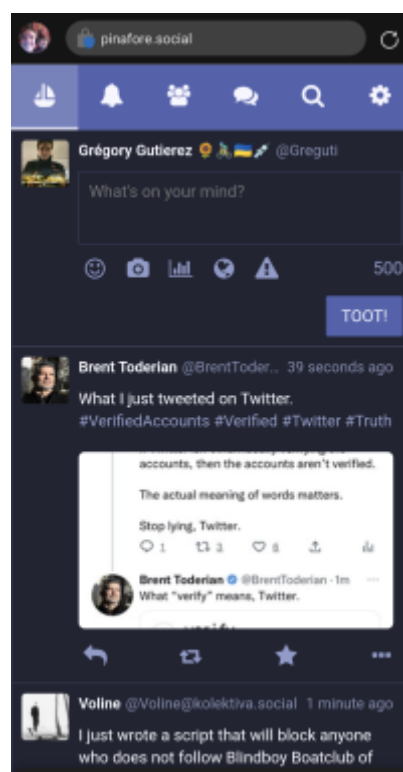 pinafore.social
Grégory Gutierez 🌻🚴🇺🇦💉 @Greguti
What's on your mind?
500
TOOT!
Brent Toderian @BrentToder.. 39 seconds ago
What I just tweeted on Twitter.
#VerifiedAccounts #Verified #Twitter #Truth
accounts, then the accounts aren't verified.
The actual meaning of words matters.
Stop lying, Twitter.
1 3 6
Brent Toderian @BrentToderian · 1m
What "verify" means, Twitter.
Voline @Voline@kolektiva.social 1 minute ago
I just wrote a script that will block anyone
who does not follow Blindboy Boatclub of